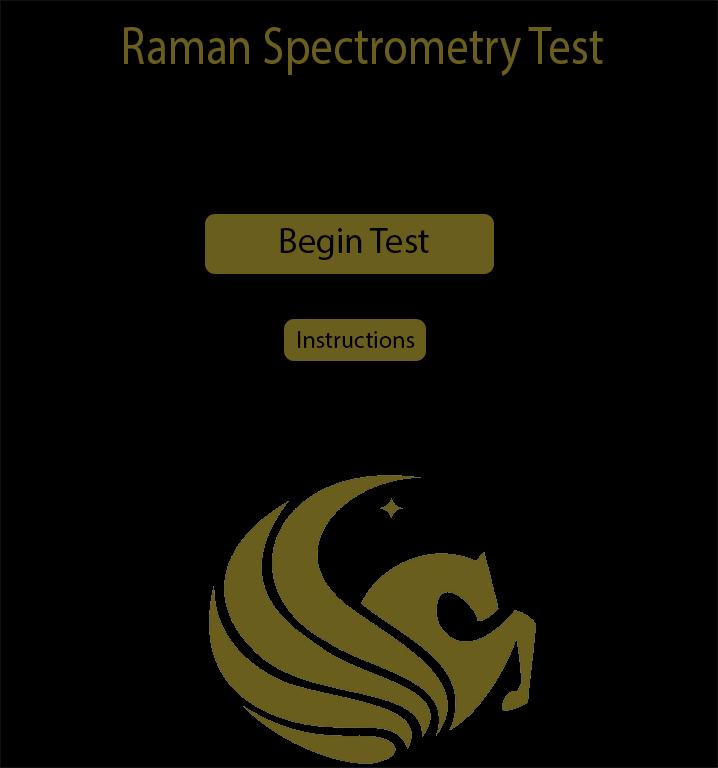 Raman Spectrometry Test
Begin Test
Instructions